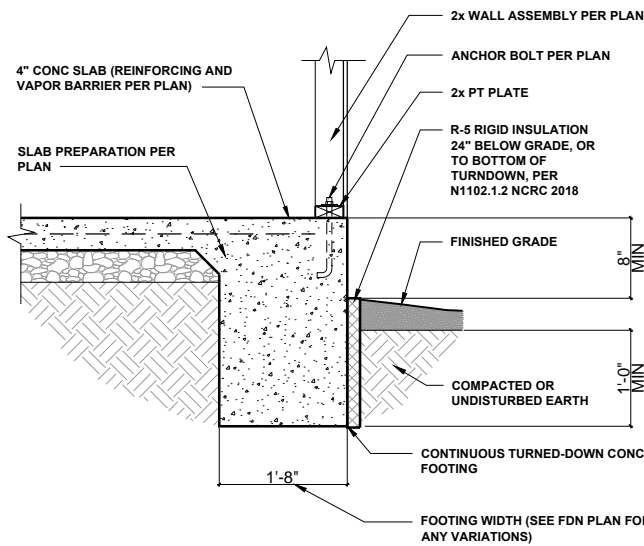 2x WALL ASSEMBLY PER PLAN
ANCHOR BOLT PER PLAN
4" CONC SLAB (REINFORCING AND
VAPOR BARRIER PER PLAN)
2x PT PLATE
R-5 RIGID INSULATION
24" BELOW GRADE, OR
TO BOTTOM OF
TURNDOWN, PER
N1102.1.2 NCRC 2018
SLAB PREPARATION PER
PLAN
FINISHED GRADE
8"
MIN
COMPACTED OR
UNDISTURBED EARTH
1'-0"
MIN
CONTINUOUS TURNED-DOWN CONC
FOOTING
1'-8"
FOOTING WIDTH (SEE FDN PLAN FOR
ANY VARIATIONS)